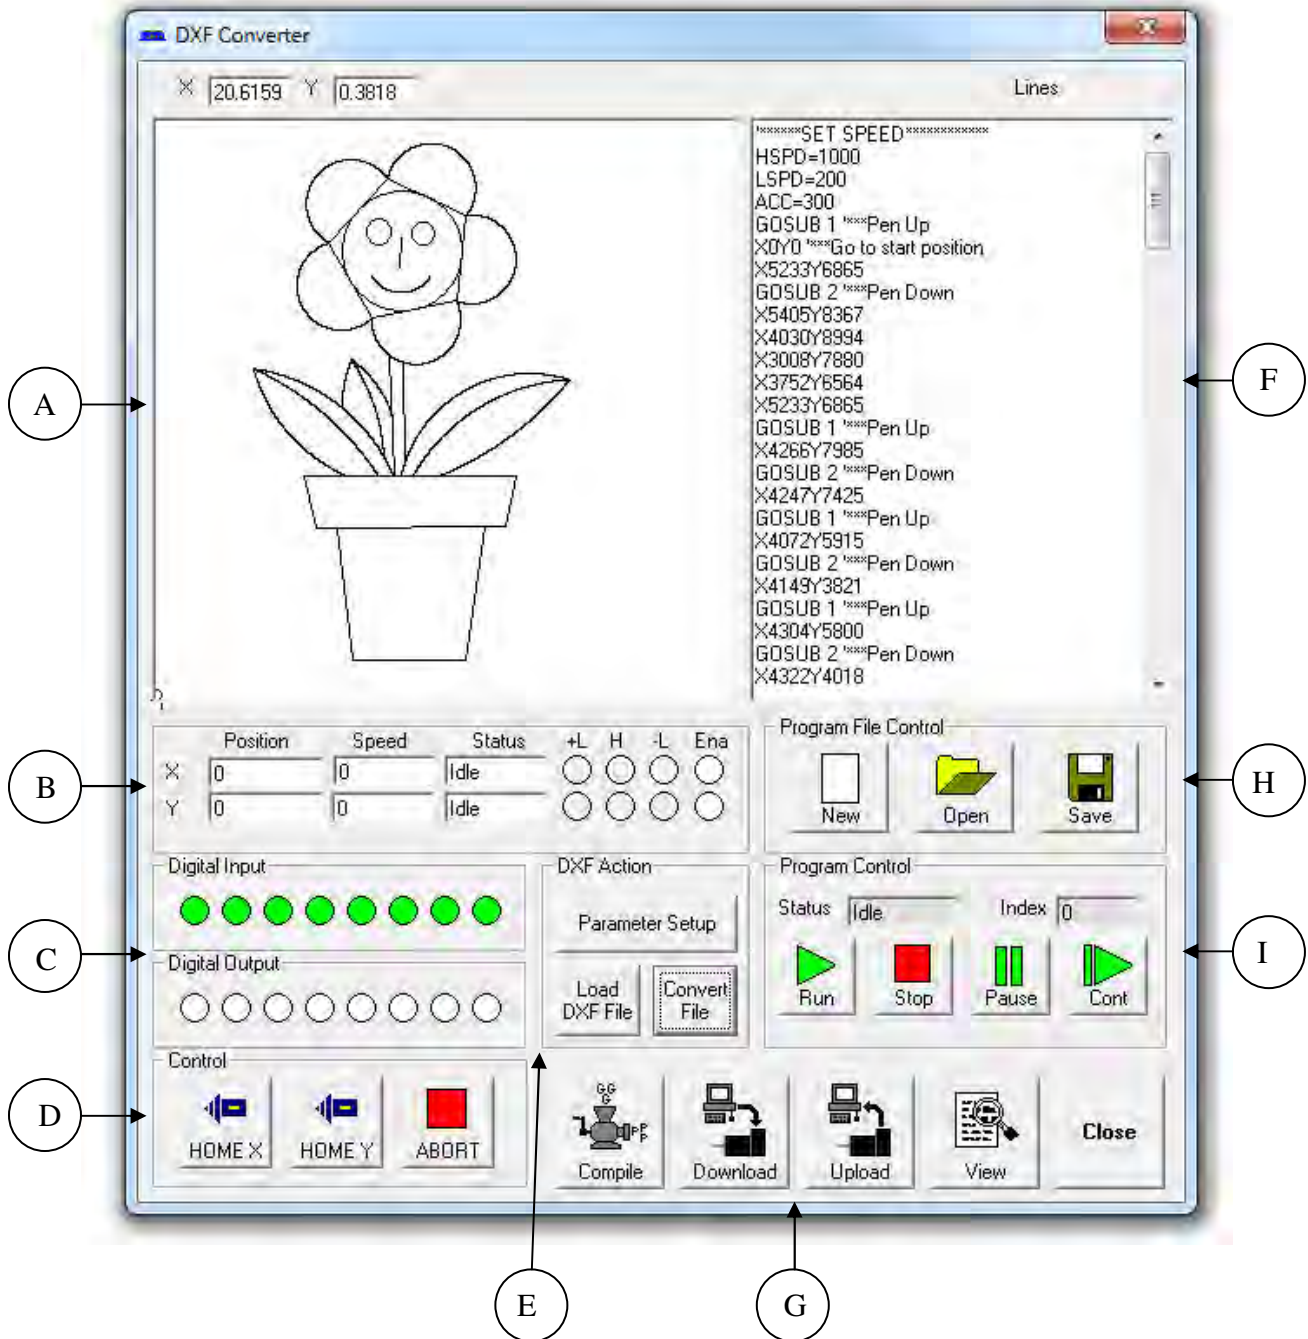 DXF Converter
X 20.6159 Y 0.3818 Lines
'******SET SPEED************
HSPD=1000
LSPD=200
ACC=300
GOSUB 1 '***Pen Up
X0Y0 '***Go to start position
X5233Y6865
GOSUB 2 '***Pen Down
X5405Y8367
X4030Y8994
X3008Y7880
X3752Y6564
X5233Y6865
GOSUB 1 '***Pen Up
X4266Y7985
GOSUB 2 '***Pen Down
X4247Y7425
GOSUB 1 '***Pen Up
X4072Y5915
GOSUB 2 '***Pen Down
X4149Y3821
GOSUB 1 '***Pen Up
X4304Y5800
GOSUB 2 '***Pen Down
X4322Y4018
A
F
Position Speed Status +L H -L Ena
X 0 0 Idle
Y 0 0 Idle
B
Program File Control
New Open Save
H
Digital Input
Digital Output
C
DXF Action
Parameter Setup
Load DXF File
Convert File
E
Program Control
Status Idle Index 0
Run Stop Pause Cont
I
Control
HOME X HOME Y ABORT
D
GG
G
PP
P
Compile Download Upload View Close
G